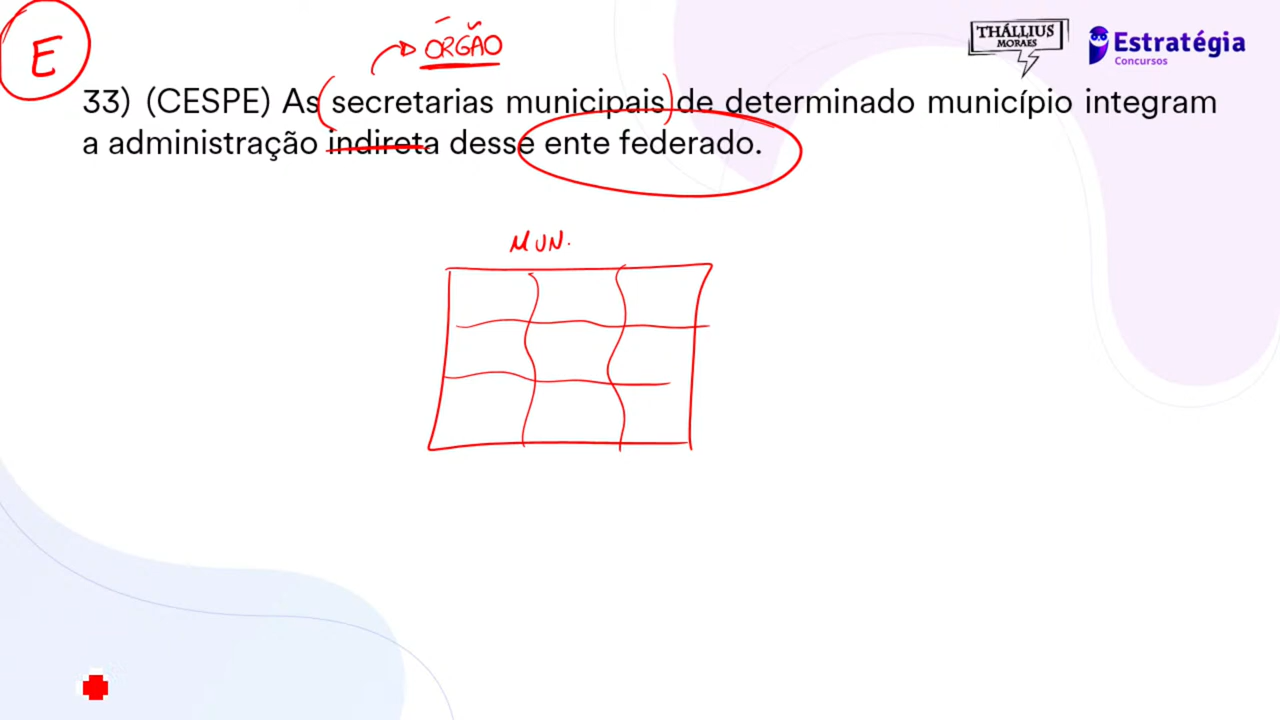 E
ÓRGÃO
THÁLLIUS
MORAES
Estratégia
Concursos
33) (CESPE) As secretarias municipais de determinado município integram
a administração indireta desse ente federado.
MUN.